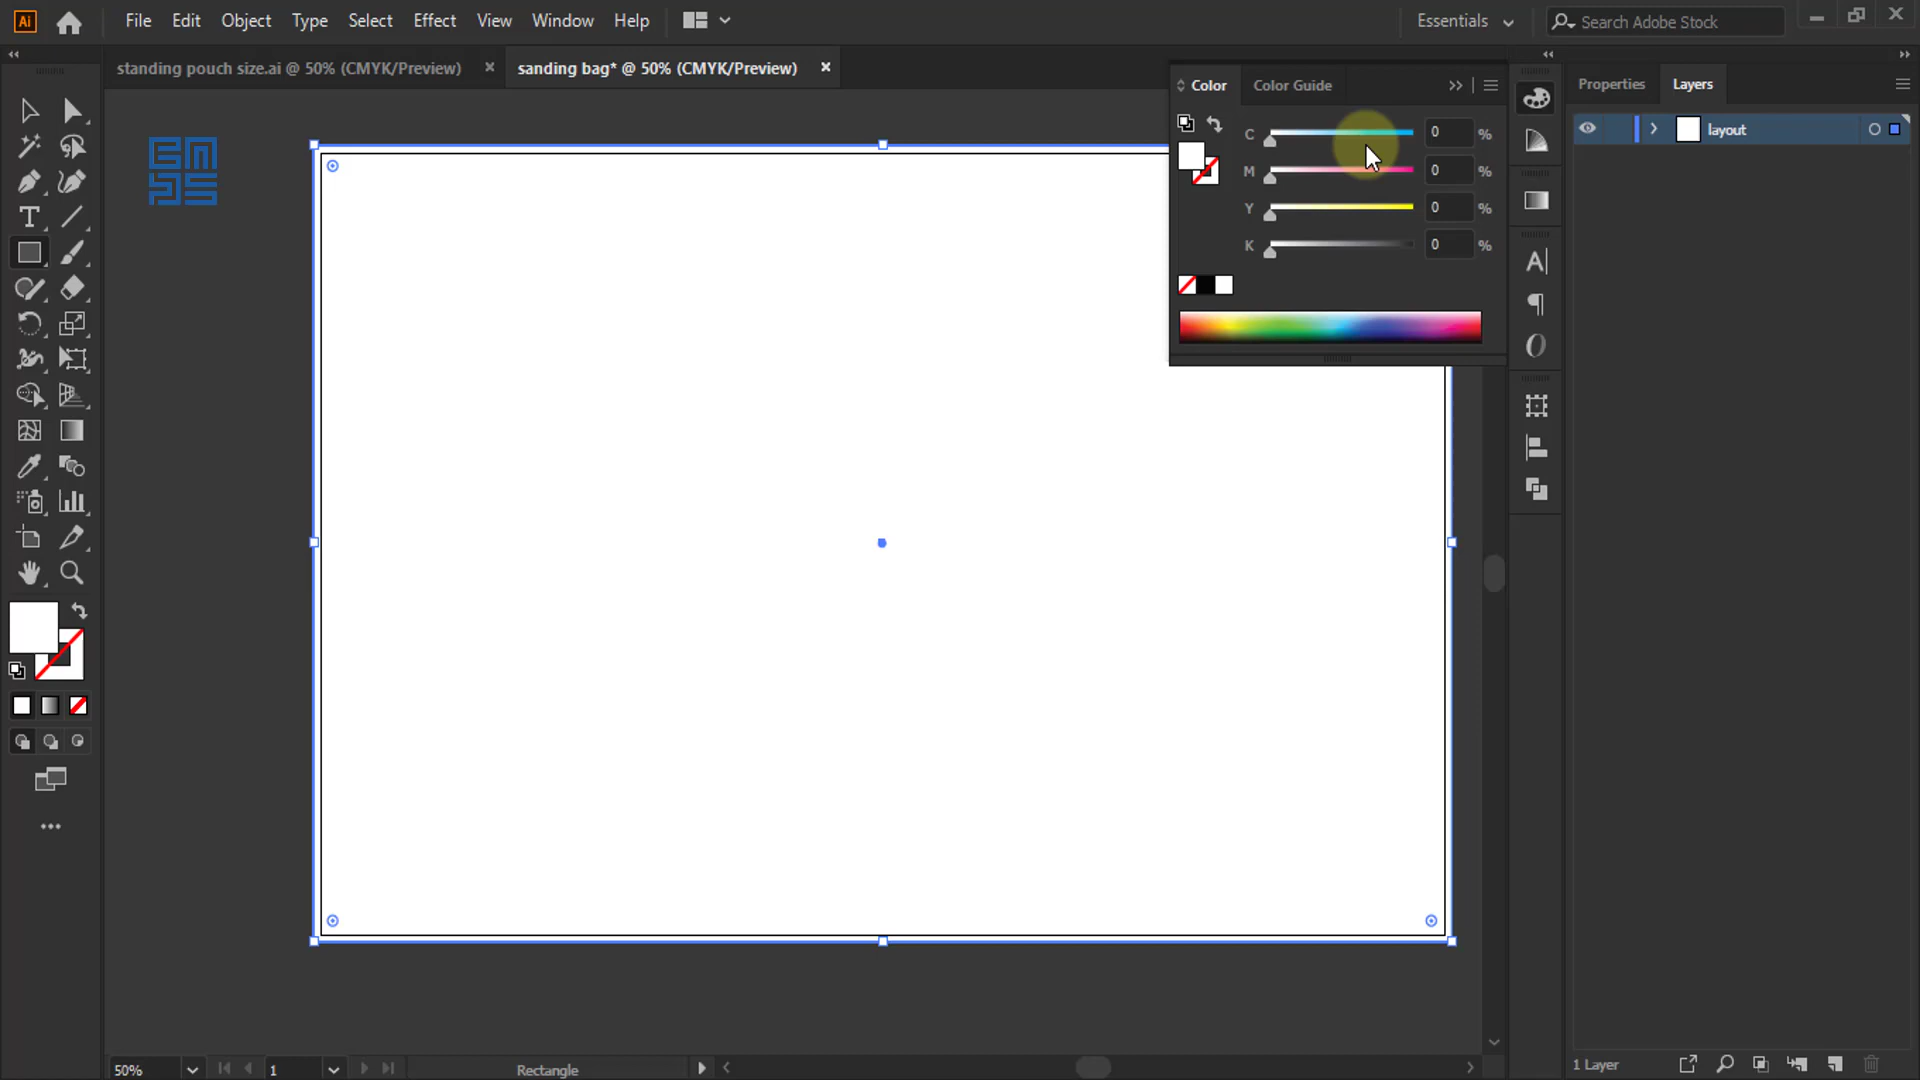 Ai File Edit Object Type Select Effect View Window Help Essentials Search Adobe Stock
standing pouch size.ai @ 50% (CMYK/Preview) × sanding bag* @ 50% (CMYK/Preview) ×
Color Color Guide
Properties Layers
C 0 %
M 0 %
Y 0 %
K 0 %
layout
50% 1 Rectangle
1 Layer